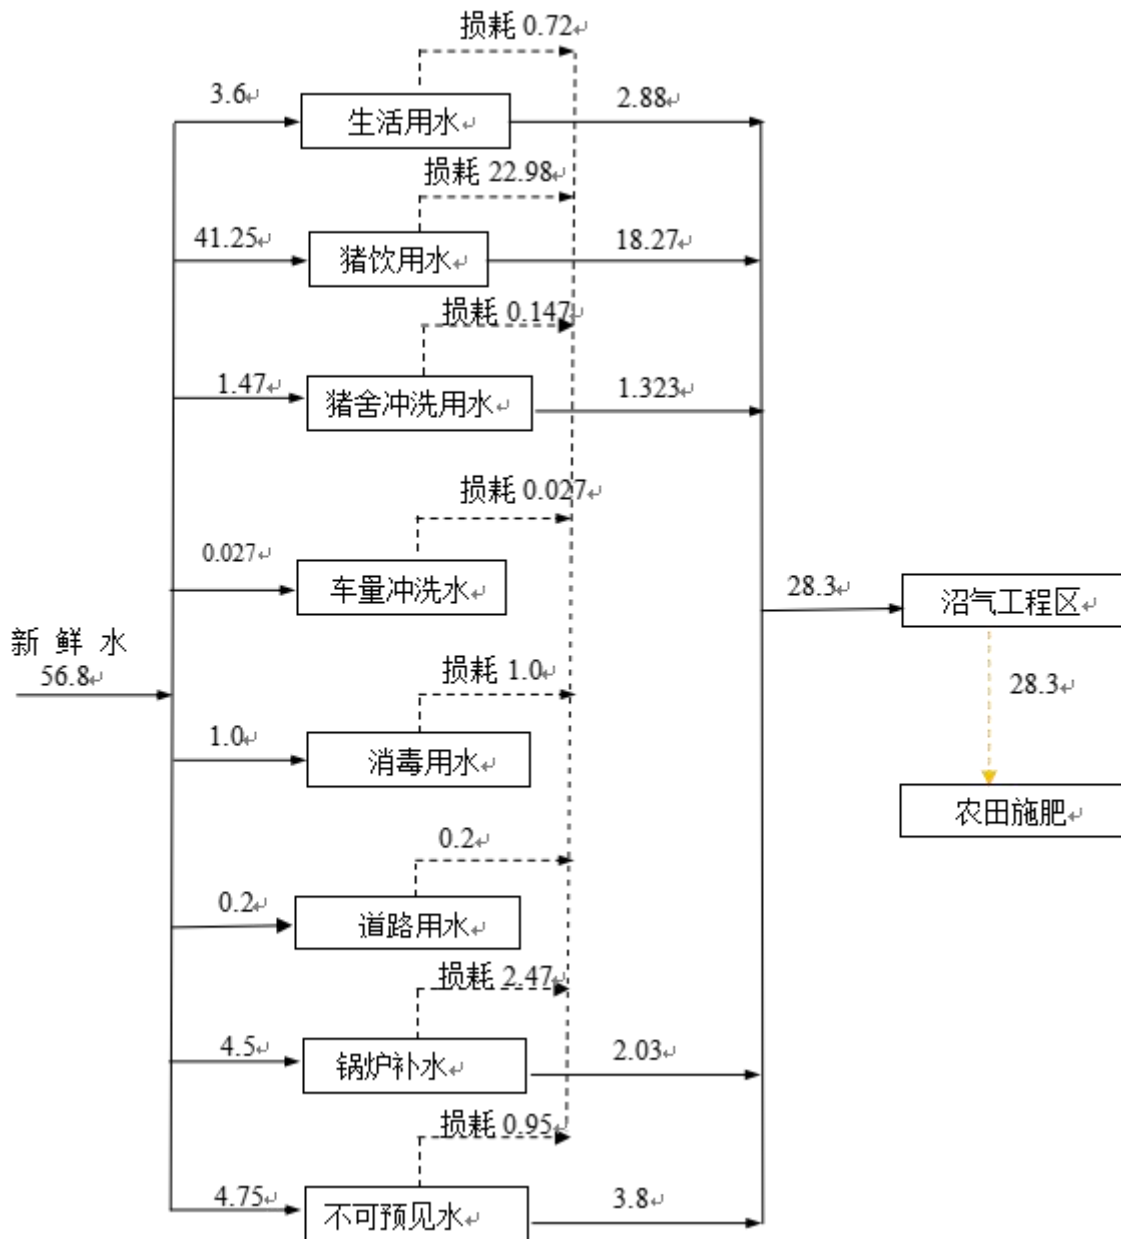 损耗 0.72
3.6
生活用水
2.88
损耗 22.98
41.25
猪饮用水
18.27
损耗 0.147
1.47
猪舍冲洗用水
1.323
损耗 0.027
0.027
车量冲洗水
28.3
沼气工程区
新 鲜 水
56.8
损耗 1.0
28.3
1.0
消毒用水
农田施肥
0.2
0.2
道路用水
损耗 2.47
4.5
锅炉补水
2.03
损耗 0.95
4.75
不可预见水
3.8